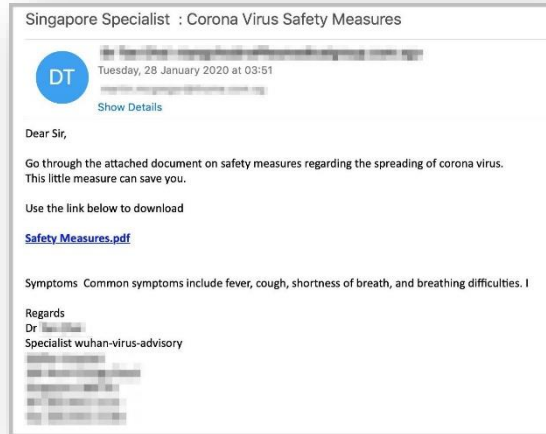 Singapore Specialist : Corona Virus Safety Measures
DT
Tuesday, 28 January 2020 at 03:51
Show Details
Dear Sir,
Go through the attached document on safety measures regarding the spreading of corona virus.
This little measure can save you.
Use the link below to download
Safety Measures.pdf
Symptoms Common symptoms include fever, cough, shortness of breath, and breathing difficulties. I
Regards
Dr
Specialist wuhan-virus-advisory